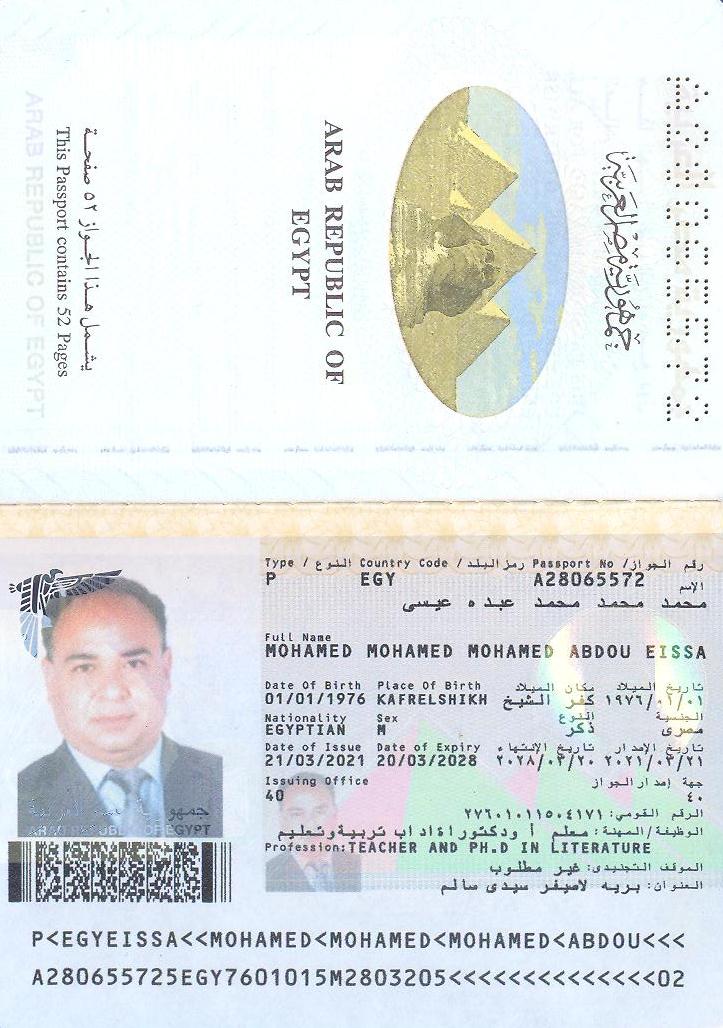 جمهورية مصر العربية
ARAB REPUBLIC OF
EGYPT
يشمل هذا الجواز ٥٢ صفحة
This Passport contains 52 Pages
ARAB REPUBLIC OF EGYPT
Type / النوع Country Code / رمز البلد Passport No / رقم الجواز
P EGY A28065572
الإسم
محمد محمد محمد عبده عيسى
Full Name
MOHAMED MOHAMED MOHAMED ABDOU EISSA
Date Of Birth Place Of Birth مكان الميلاد تاريخ الميلاد
01/01/1976 KAFRELSHIKH كفر الشيخ ١٩٧٦/٠١/٠١
Nationality Sex النوع الجنسية
EGYPTIAN M ذكر مصرى
Date of Issue Date of Expiry تاريخ الإنتهاء تاريخ الإصدار
21/03/2021 20/03/2028 ٢٠٢٨/٠٣/٢٠ ٢٠٢١/٠٣/٢١
Issuing Office جهة إصدار الجواز
40 ٤٠
الرقم القومى: ٢٧٦٠١٠١١٥٠٤١٧١
الوظيفة/المهنة: معلم أ ودكتوراةاداب تربيةوتعليم
Profession:TEACHER AND PH.D IN LITERATURE
الموقف التجنيدى: غير مطلوب
العنوان: بريه لاصيفر سيدى سالم
جمهورية مصر العربية
ARAB REPUBLIC OF EGYPT
P<EGYEISSA<<MOHAMED<MOHAMED<MOHAMED<ABDOU<<<
A280655725EGY7601015M2803205<<<<<<<<<<<<<<02